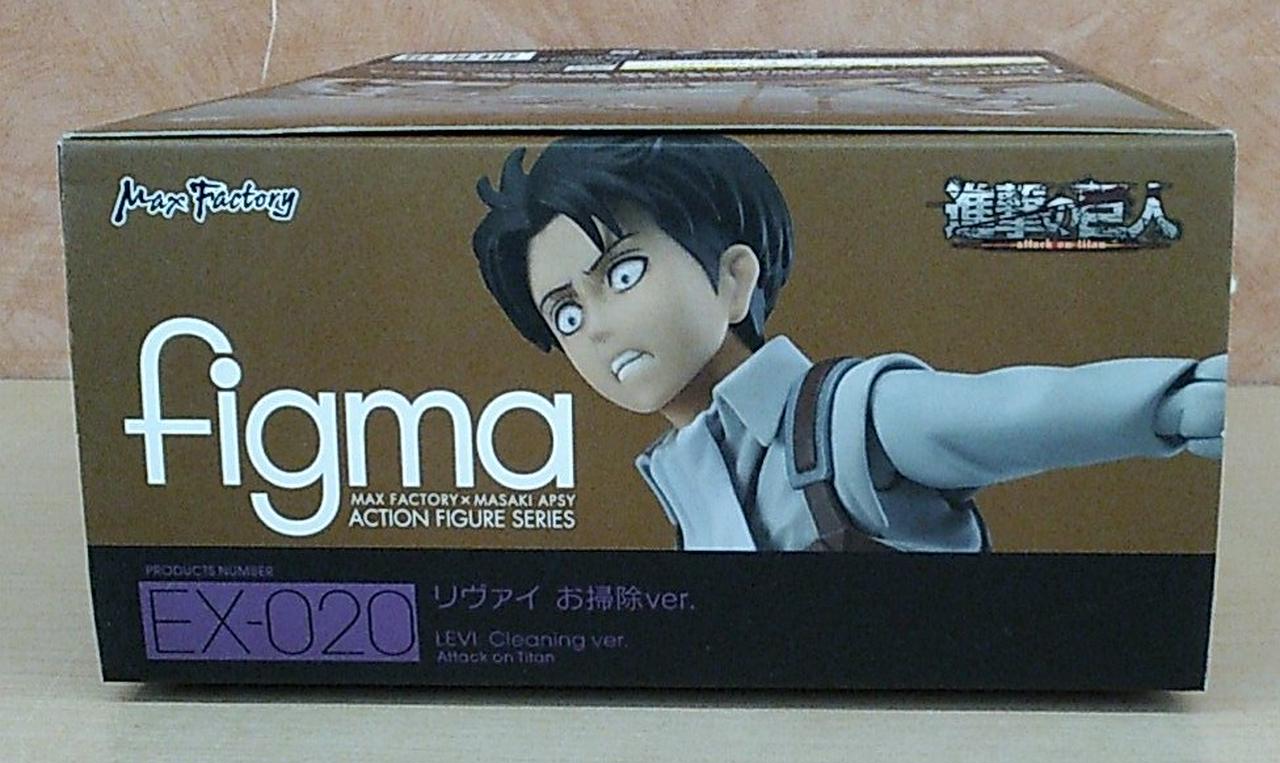 Max Factory
進撃の巨人
attack on titan
figma
MAX FACTORY×MASAKI APSY
ACTION FIGURE SERIES
PRODUCTS NUMBER
EX-020
リヴァイ お掃除ver.
LEVI: Cleaning ver.
Attack on Titan